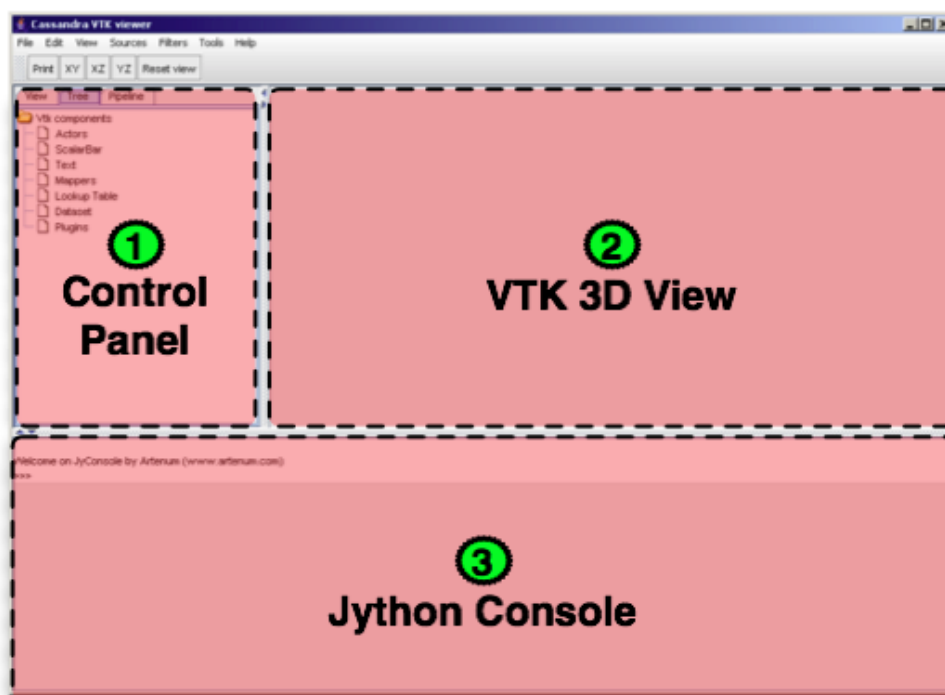 Cassandra VTK viewer
File Edit View Sources Filters Tools Help
Print XY XZ YZ Reset view
View Tree Pipeline
Vtk components
Actors
ScalarBar
Text
Mappers
Lookup Table
Dataset
Plugins
1
Control
Panel
2
VTK 3D View
Welcome on JyConsole by Artenum (www.artenum.com)
>>>
3
Jython Console